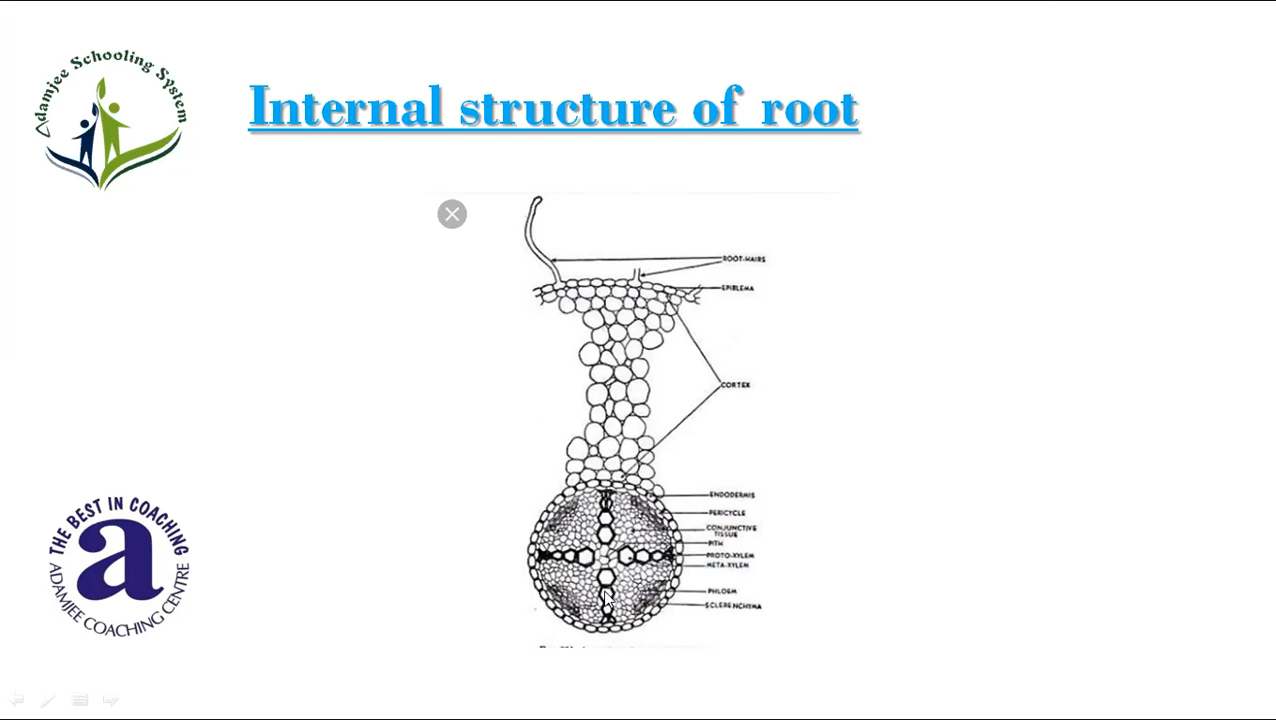 Adamjee Schooling System
Internal structure of root
ROOT-HAIRS
EPIBLEMA
CORTEX
ENDODERMIS
PERICYCLE
CONJUNCTIVE
TISSUE
PITH
PROTO-XYLEM
META-XYLEM
PHLOEM
SCLERENCHYMA
THE BEST IN COACHING
a
ADAMJEE COACHING CENTRE